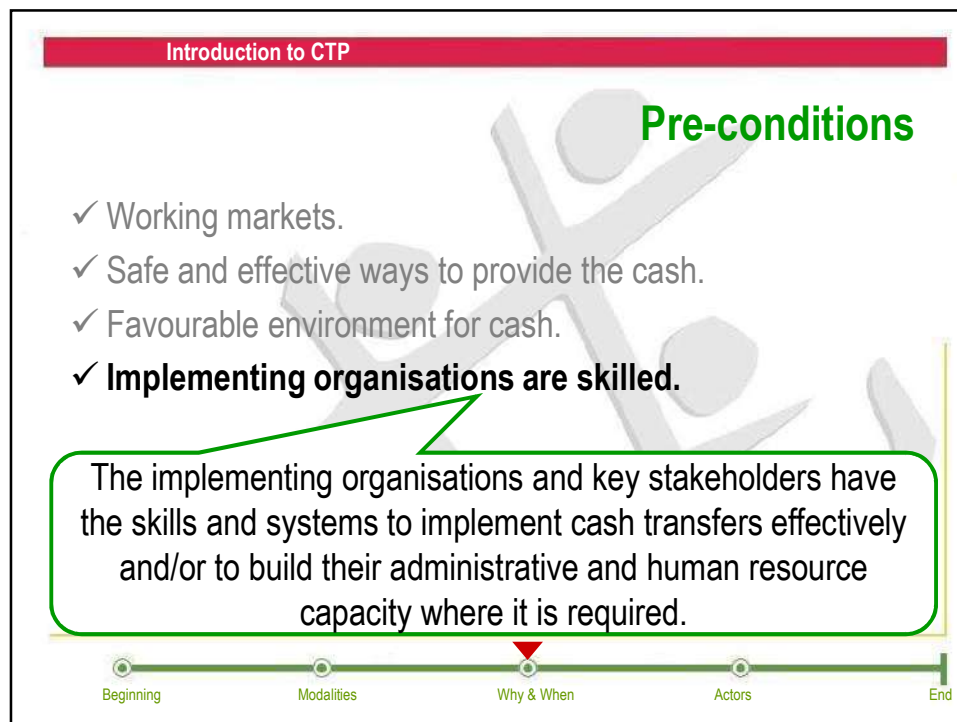 Introduction to CTP
Pre-conditions
✓ Working markets.
✓ Safe and effective ways to provide the cash.
✓ Favourable environment for cash.
✓ Implementing organisations are skilled.
The implementing organisations and key stakeholders have
the skills and systems to implement cash transfers effectively
and/or to build their administrative and human resource
capacity where it is required.
Beginning
Modalities
Why & When
Actors
End